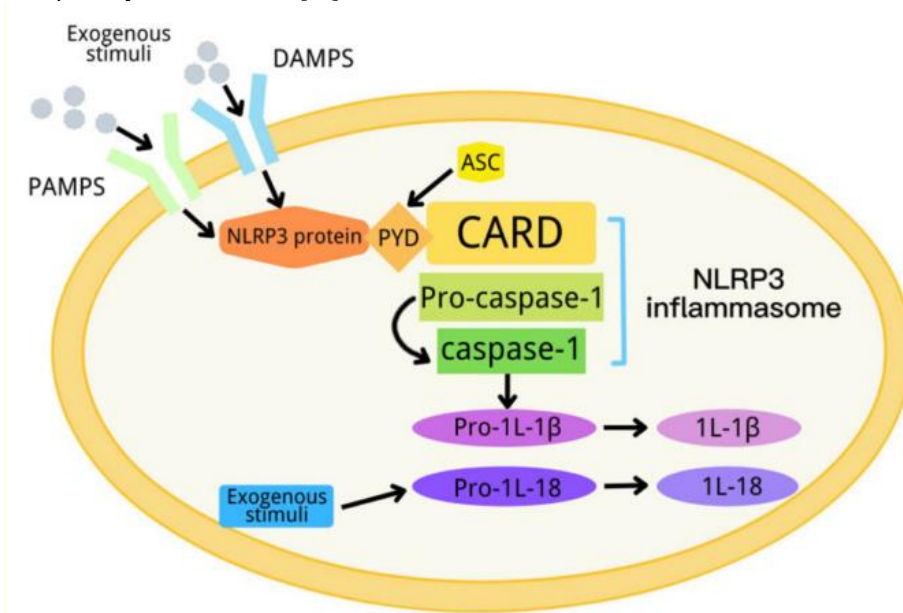 Exogenous
stimuli
DAMPS
PAMPS
ASC
NLRP3 protein
PYD
CARD
Pro-caspase-1
caspase-1
NLRP3
inflammasome
Pro-1L-1β
1L-1β
Pro-1L-18
1L-18
Exogenous
stimuli